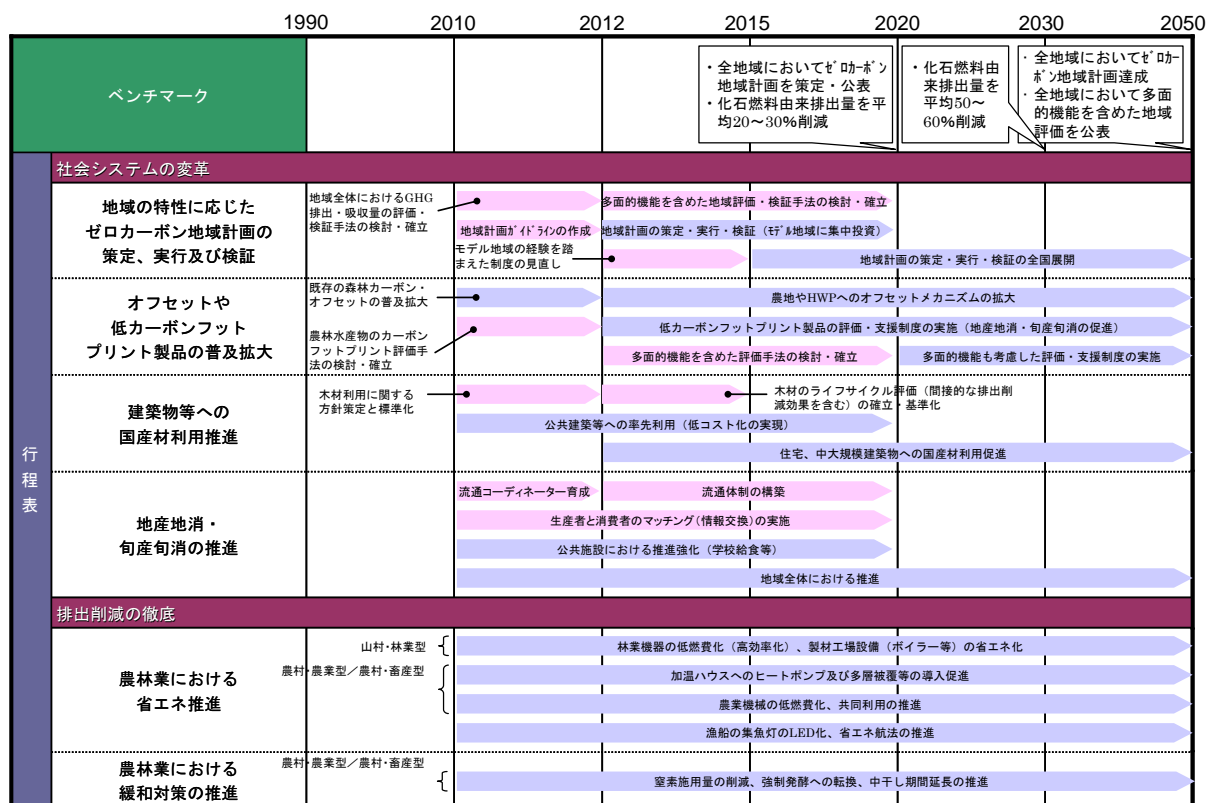 1990
2010
2012
2015
2020
2030
2050
ベンチマーク
・全地域においてゼロカーボン
地域計画を策定・公表
・化石燃料由来排出量を平
均20～30%削減
・化石燃料由
来排出量を
平均50～
60%削減
・全地域においてゼロカー
ボン地域計画達成
・全地域において多面
的機能を含めた地域
評価を公表
行程表
社会システムの変革
地域の特性に応じた
ゼロカーボン地域計画の
策定、実行及び検証
地域全体におけるGHG
排出・吸収量の評価・
検証手法の検討・確立
多面的機能を含めた地域評価・検証手法の検討・確立
地域計画ガイドラインの作成
地域計画の策定・実行・検証（モデル地域に集中投資）
モデル地域の経験を踏
まえた制度の見直し
地域計画の策定・実行・検証の全国展開
オフセットや
低カーボンフット
プリント製品の普及拡大
既存の森林カーボン・
オフセットの普及拡大
農地やHWPへのオフセットメカニズムの拡大
農林水産物のカーボン
フットプリント評価手
法の検討・確立
低カーボンフットプリント製品の評価・支援制度の実施（地産地消・旬産旬消の促進）
多面的機能を含めた評価手法の検討・確立
多面的機能も考慮した評価・支援制度の実施
建築物等への
国産材利用推進
木材利用に関する
方針策定と標準化
木材のライフサイクル評価（間接的な排出削
減効果を含む）の確立・基準化
公共建築等への率先利用（低コスト化の実現）
住宅、中大規模建築物への国産材利用促進
地産地消・
旬産旬消の推進
流通コーディネーター育成
流通体制の構築
生産者と消費者のマッチング（情報交換）の実施
公共施設における推進強化（学校給食等）
地域全体における推進
排出削減の徹底
農林業における
省エネ推進
山村・林業型
林業機器の低燃費化（高効率化）、製材工場設備（ボイラー等）の省エネ化
農村・農業型／農村・畜産型
加温ハウスへのヒートポンプ及び多層被覆等の導入促進
農業機械の低燃費化、共同利用の推進
漁船の集魚灯のLED化、省エネ航法の推進
農林業における
緩和対策の推進
農村・農業型／農村・畜産型
窒素施用量の削減、強制発酵への転換、中干し期間延長の推進